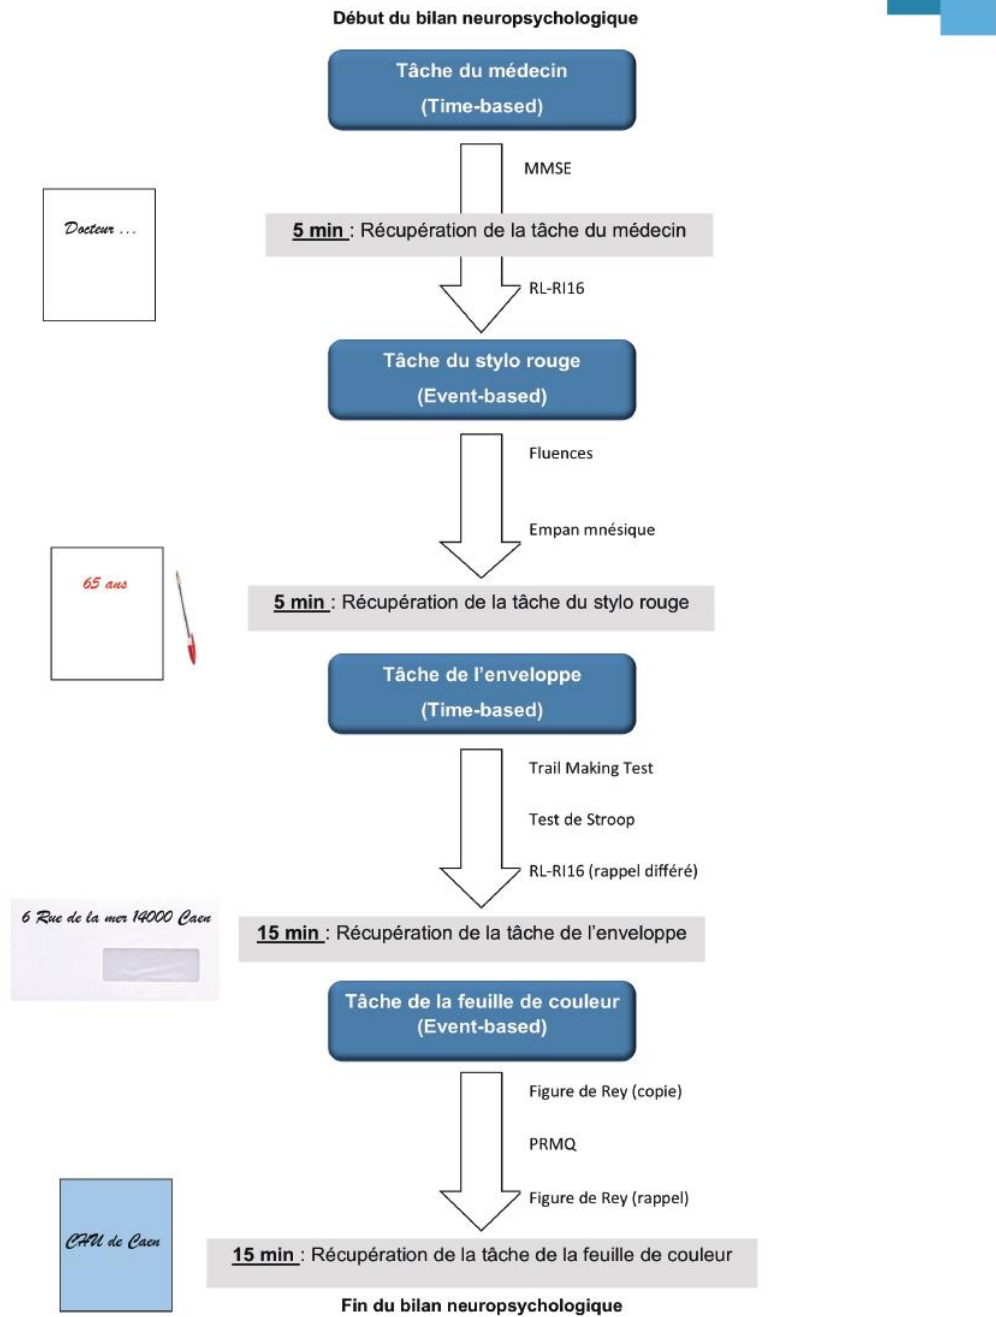 Début du bilan neuropsychologique
Tâche du médecin
(Time-based)
MMSE
Docteur ...
5 min : Récupération de la tâche du médecin
RL-RI16
Tâche du stylo rouge
(Event-based)
Fluences
Empan mnésique
65 ans
5 min : Récupération de la tâche du stylo rouge
Tâche de l'enveloppe
(Time-based)
Trail Making Test
Test de Stroop
RL-RI16 (rappel différé)
6 Rue de la mer 14000 Caen
15 min : Récupération de la tâche de l'enveloppe
Tâche de la feuille de couleur
(Event-based)
Figure de Rey (copie)
PRMQ
Figure de Rey (rappel)
CHU de Caen
15 min : Récupération de la tâche de la feuille de couleur
Fin du bilan neuropsychologique